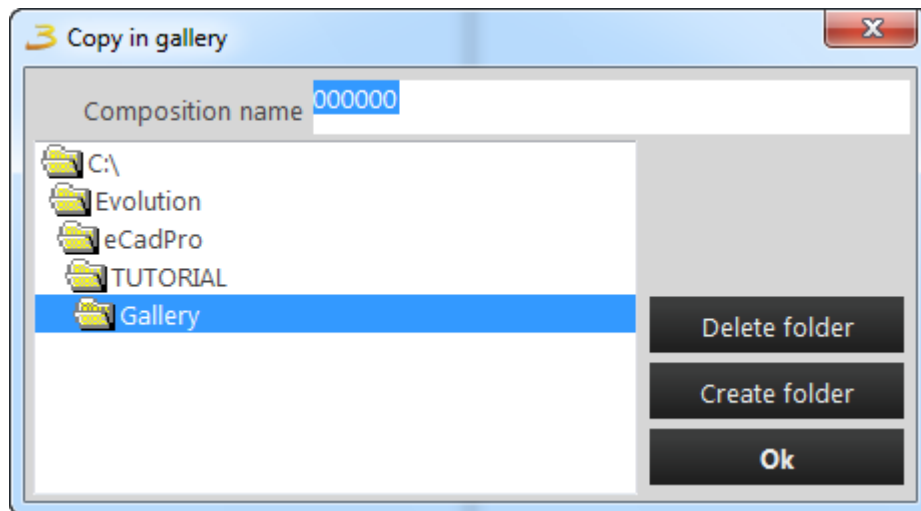 Copy in gallery
Composition name 000000
C:\
Evolution
eCadPro
TUTORIAL
Gallery
Delete folder
Create folder
Ok